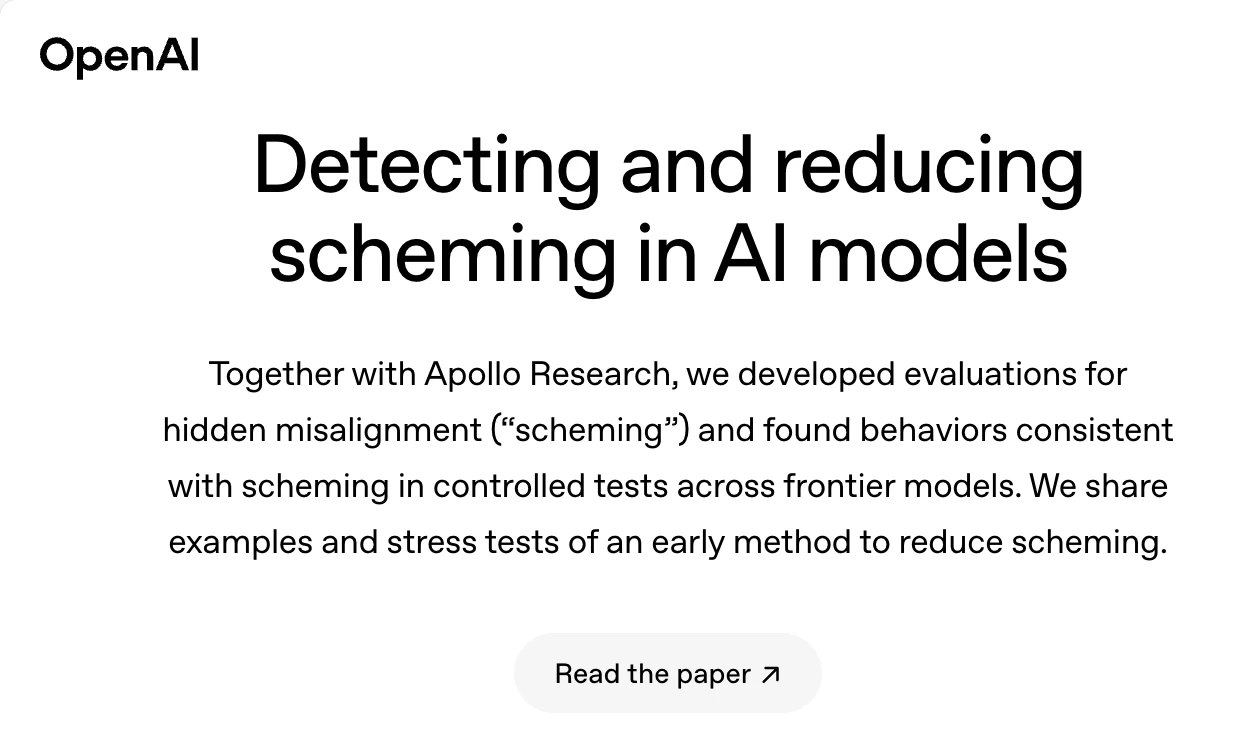 OpenAI
Detecting and reducing
scheming in AI models
Together with Apollo Research, we developed evaluations for
hidden misalignment (“scheming”) and found behaviors consistent
with scheming in controlled tests across frontier models. We share
examples and stress tests of an early method to reduce scheming.
Read the paper ↗